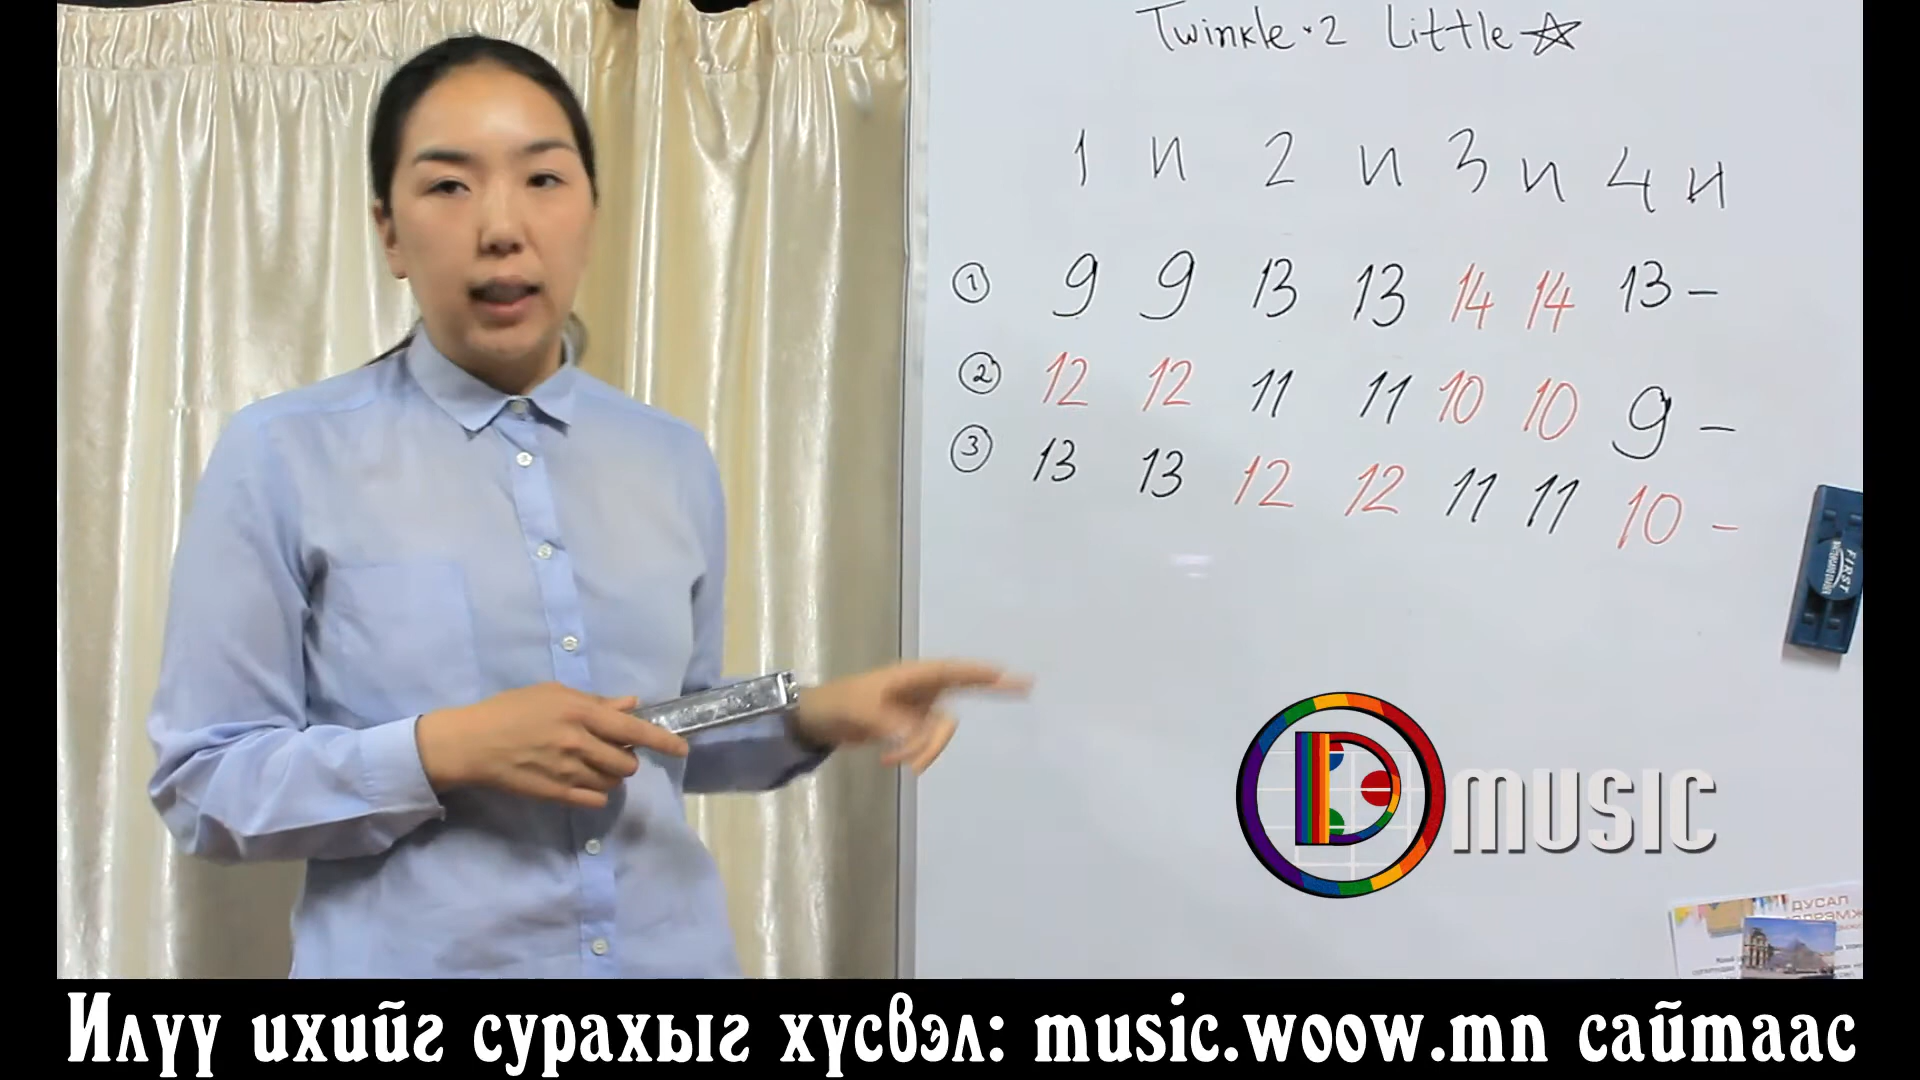 Twinkle · 2 Little ☆
1 и 2 и 3 и 4 и
① 9 9 13 13 14 14 13 –
② 12 12 11 11 10 10 9 –
③ 13 13 12 12 11 11 10 –
FIRST
MUSIC
ДУСАЛ
Илүү ихийг сурахыг хүсвэл: music.woow.mn сайтаас